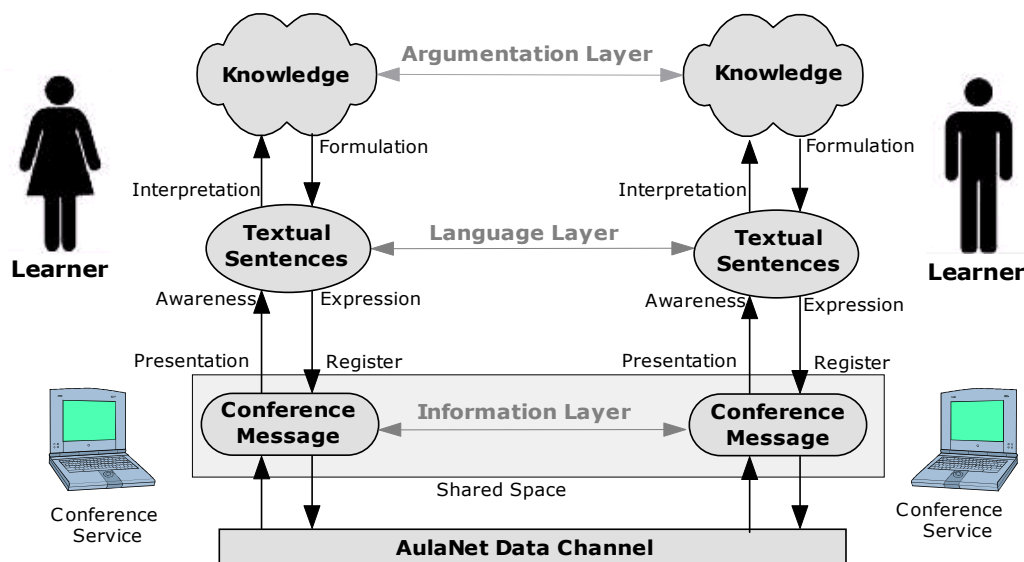 Argumentation Layer
Knowledge
Knowledge
Formulation
Formulation
Interpretation
Interpretation
Textual
Sentences
Language Layer
Textual
Sentences
Learner
Learner
Awareness
Expression
Awareness
Expression
Presentation
Register
Presentation
Register
Conference
Message
Information Layer
Conference
Message
Shared Space
Conference
Service
Conference
Service
AulaNet Data Channel